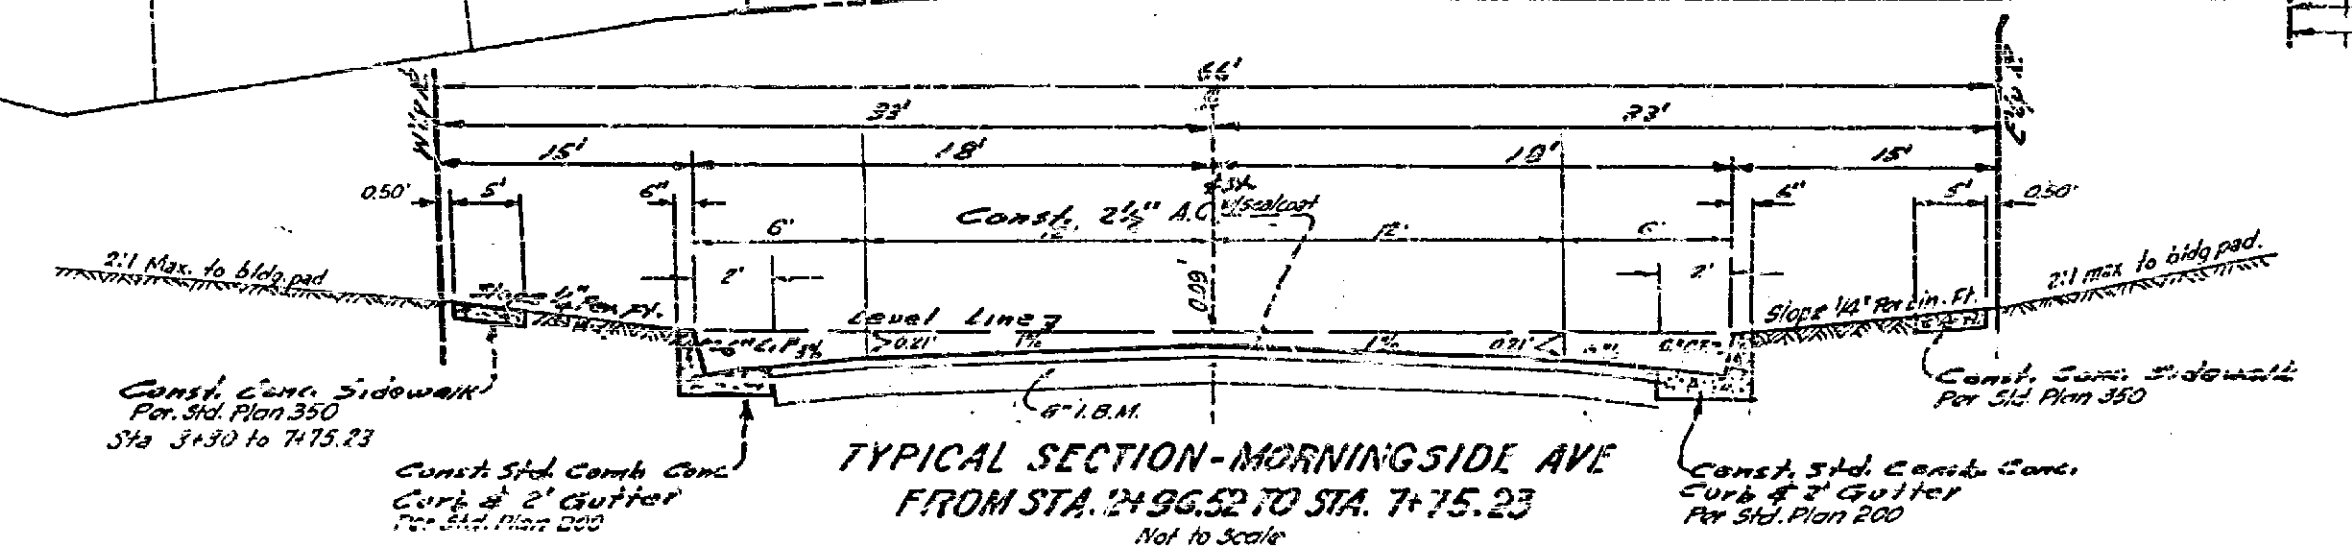 66'
33'
33'
15'
18'
18'
15'
0.50'
5'
6"
6"
5'
0.50'
Const. 2½" A.C.
w/sealcoat
6'
12'
12'
6'
2'
0.09'
2'
2:1 Max. to bldg. pad
2:1 max to bldg pad.
Per Ft.
Slope 1/4" Per Lin. Ft.
Level Line
0.21'
1%
1%
0.21'
6" I.B.M.
Const. Conc. Sidewalk
Per. Std. Plan 350
Sta 3+30 to 7+75.23
Const. Conc. Sidewalk
Per Std. Plan 350
Const. Std. Comb Conc
Curb & 2' Gutter
Per Std. Plan 200
Const. Std. Comb. Conc.
Curb & 2' Gutter
Per Std. Plan 200
TYPICAL SECTION-MORNINGSIDE AVE
FROM STA. 2+96.52 TO STA. 7+75.23
Not to Scale